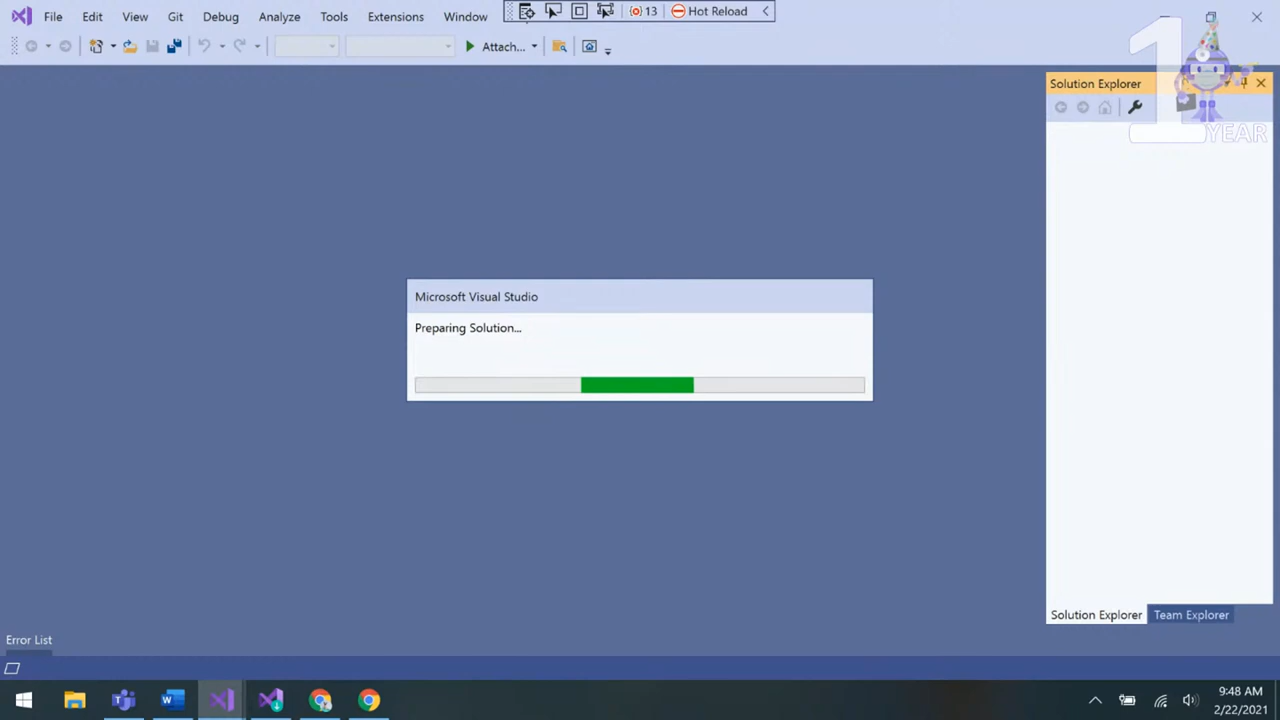 File Edit View Git Debug Analyze Tools Extensions Window
13 Hot Reload
Attach...
Solution Explorer
1 YEAR
Microsoft Visual Studio
Preparing Solution...
Solution Explorer Team Explorer
Error List
9:48 AM
2/22/2021